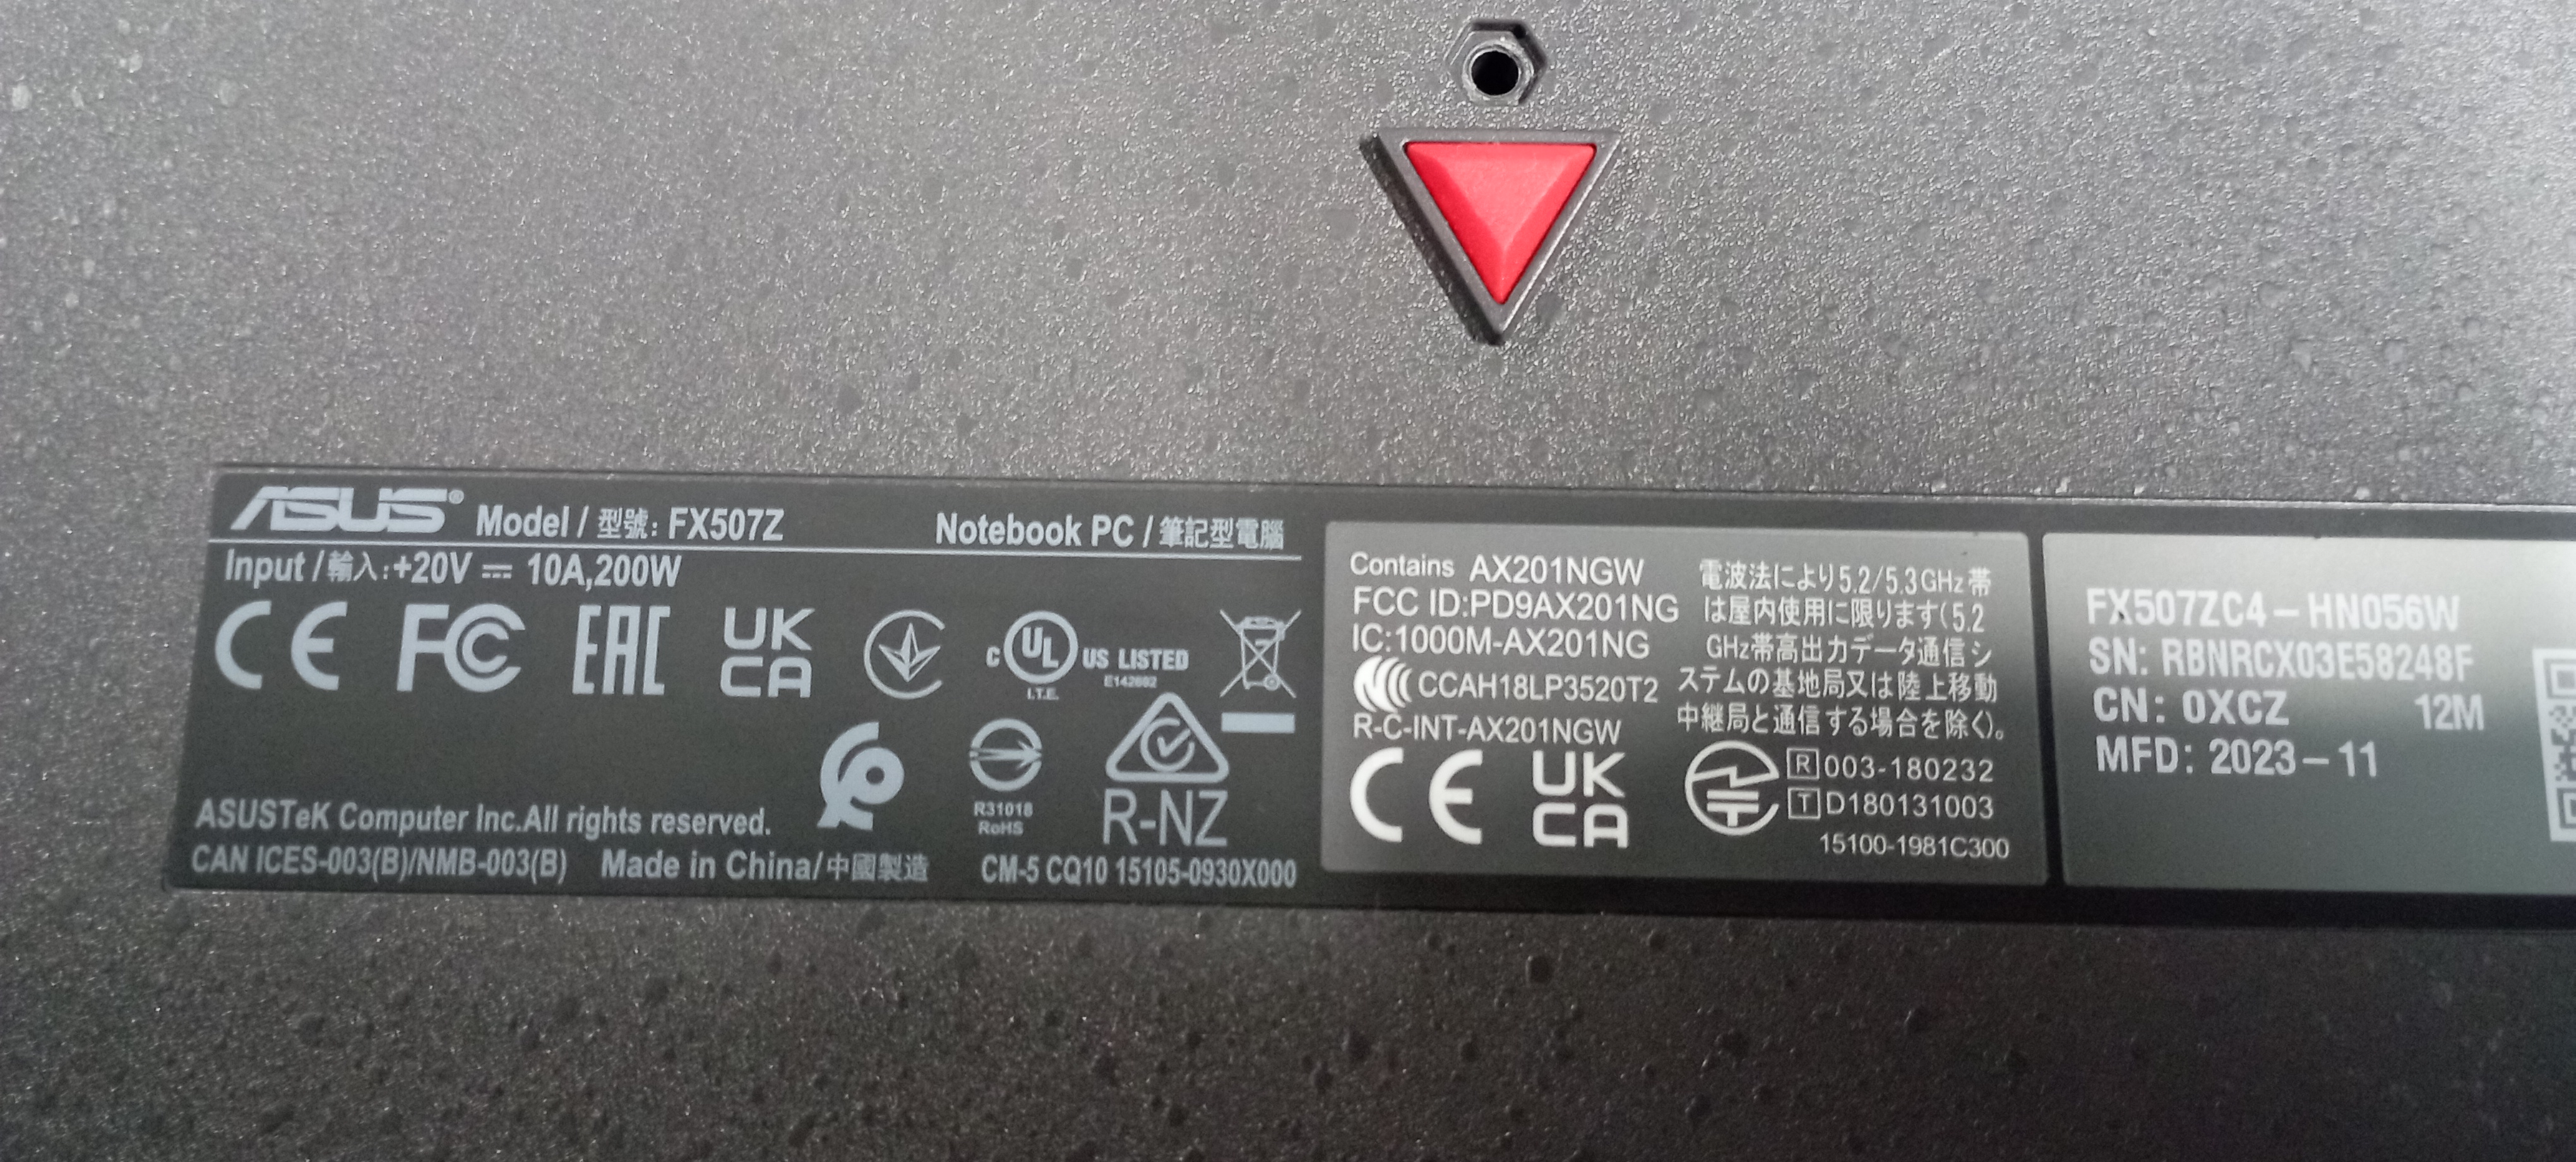 ASUS® Model / 型號: FX507Z Notebook PC / 筆記型電腦
Input / 輸入: +20V ⎓ 10A,200W
CE FC EAC UK CA c UL US LISTED
I.T.E. E142692
R31018
RoHS
R-NZ
ASUSTeK Computer Inc.All rights reserved.
CAN ICES-003(B)/NMB-003(B) Made in China/中國製造 CM-5 CQ10 15105-0930X000
Contains AX201NGW
FCC ID:PD9AX201NG
IC:1000M-AX201NG
CCAH18LP3520T2
R-C-INT-AX201NGW
CE UK CA
電波法により5.2/5.3GHz帯
は屋内使用に限ります(5.2
GHz帯高出力データ通信シ
ステムの基地局又は陸上移動
中継局と通信する場合を除く)。
R 003-180232
T D180131003
15100-1981C300
FX507ZC4-HN056W
SN: RBNRCX03E58248F
CN: 0XCZ 12M
MFD: 2023-11